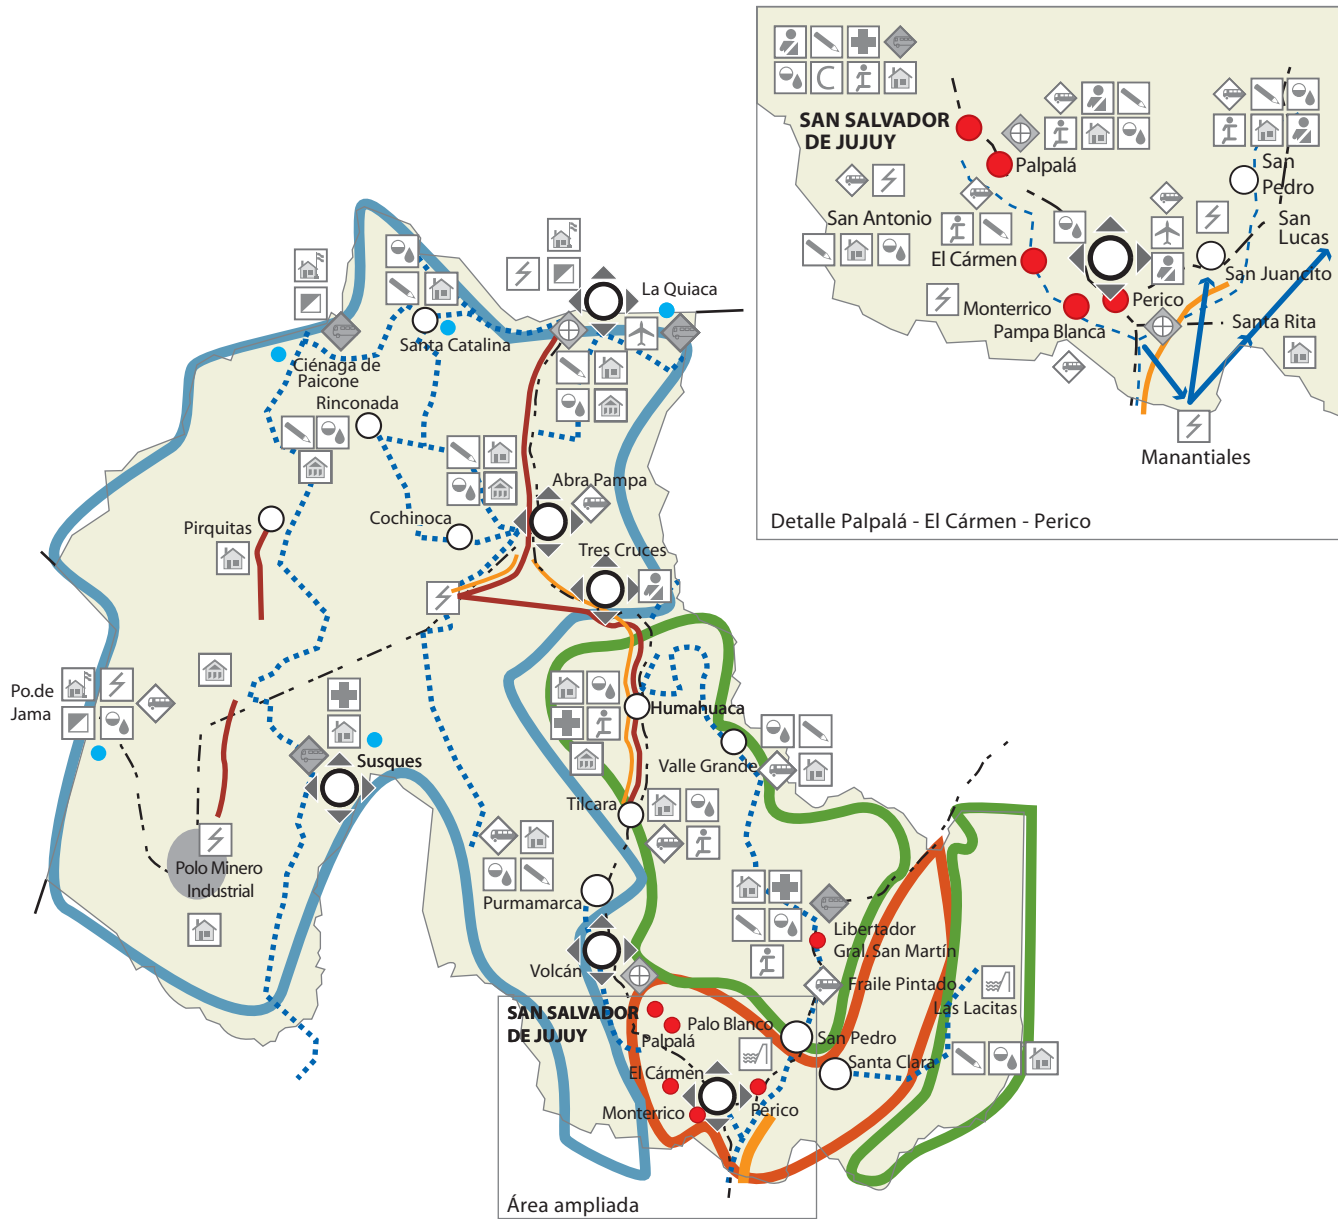 SAN SALVADOR
DE JUJUY
Palpalá
San
Pedro
San Antonio
San
Lucas
El Cármen
San Juancito
Monterrico
Perico
Pampa Blanca
Santa Rita
Manantiales
Detalle Palpalá - El Cármen - Perico
La Quiaca
Santa Catalina
Ciénaga de
Paicone
Rinconada
Abra Pampa
Pirquitas
Cochinoca
Tres Cruces
Po.de
Jama
Humahuaca
Susques
Valle Grande
Tilcara
Polo Minero
Industrial
Purmamarca
Libertador
Gral. San Martín
Volcán
Fraile Pintado
Las Lacitas
SAN SALVADOR
DE JUJUY
Palo Blanco
Palpalá
San Pedro
Santa Clara
El Cármen
Monterrico
Perico
Área ampliada